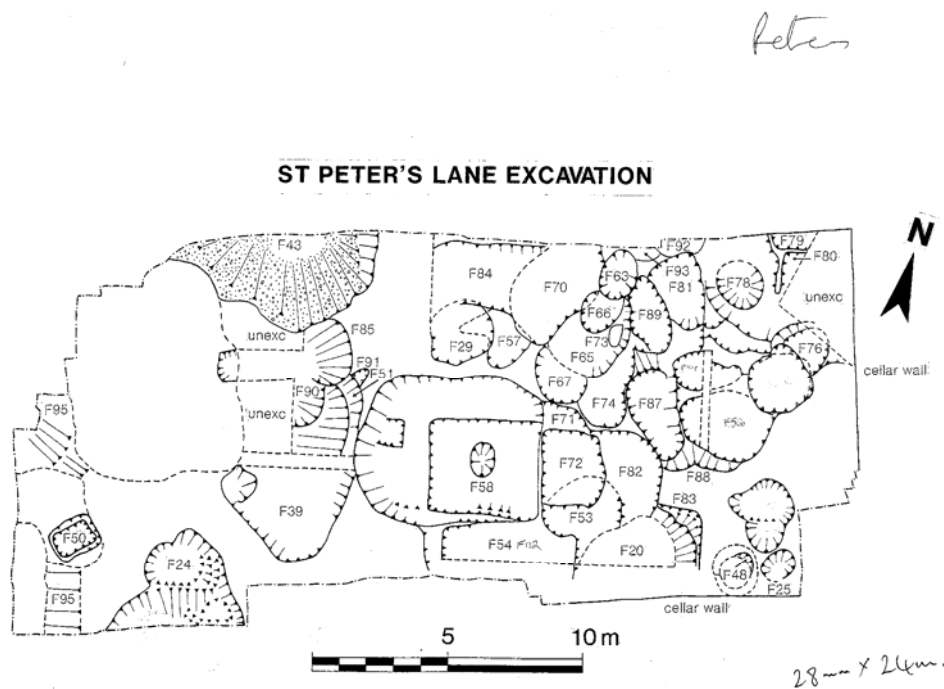 Peter
ST PETER'S LANE EXCAVATION
N
F43
F92
F79
F84
F63
F93
F80
F70
F81
F78
unexc
F66
F89
unexc
F85
F29
F57
F73
F65
F76
F91
F51
cellar wall
F67
F90
F95
unexc
F74
F87
F71
F72
F82
F88
F58
F39
F83
F53
F50
F54 F112
F20
F24
F48
F25
F95
cellar wall
5
10 m